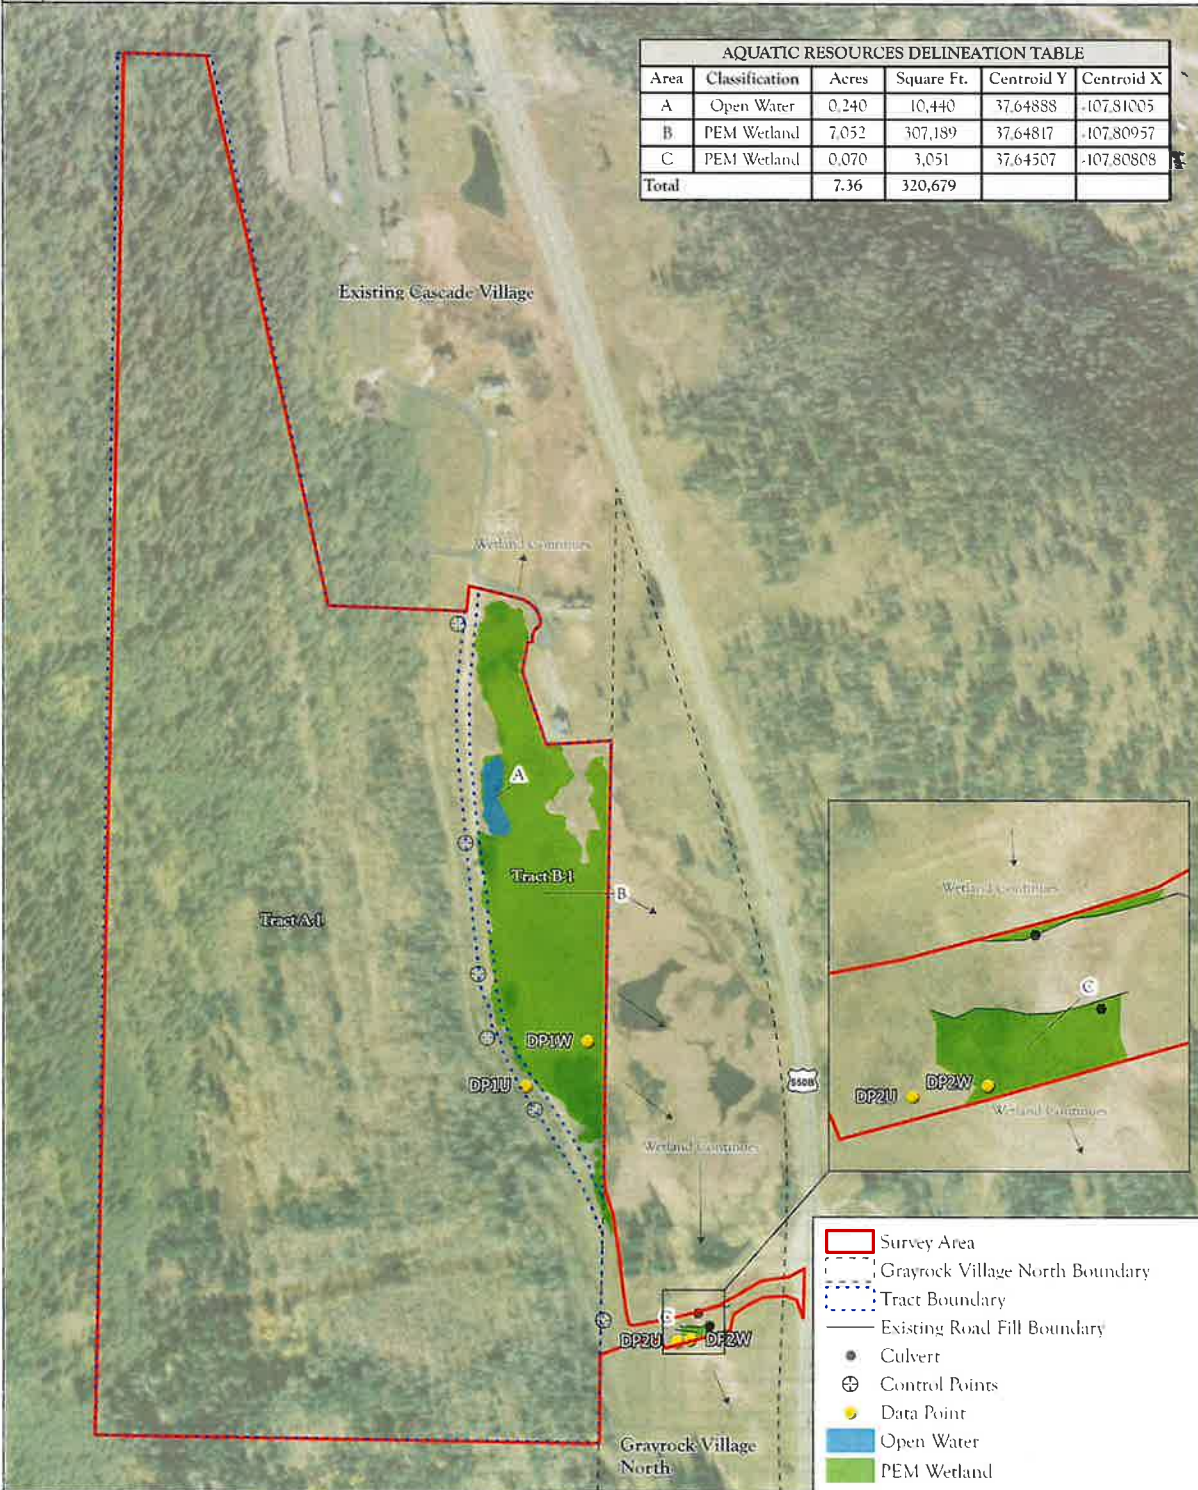 AQUATIC RESOURCES DELINEATION TABLE
Area Classification Acres Square Ft. Centroid Y Centroid X
A Open Water 0.240 10,440 37.64888 -107.81005
B PEM Wetland 7.052 307,189 37.64817 -107.80957
C PEM Wetland 0.070 3,051 37.64507 -107.80808
Total 7.36 320,679
Existing Cascade Village
Wetland Continues
A
Tract B-1
B
Tract A-1
DP1W
DP1U
550B
Wetland Continues
C
DP2U DP2W
Grayrock Village
North
Wetland Continues
C
DP2U DP2W
Wetland Continues
Survey Area
Grayrock Village North Boundary
Tract Boundary
Existing Road Fill Boundary
Culvert
Control Points
Data Point
Open Water
PEM Wetland